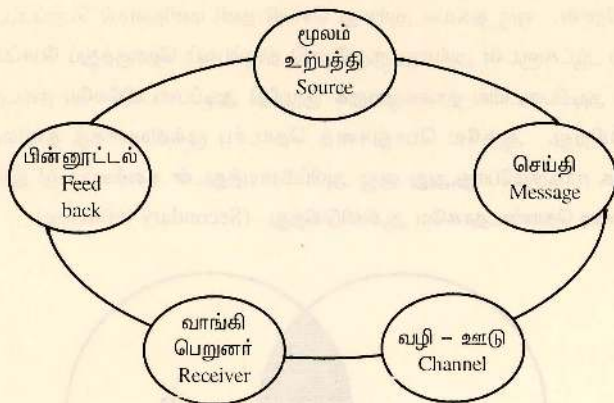 மூலம்
உற்பத்தி
Source
செய்தி
Message
வழி – ஊடு
Channel
வாங்கி
பெறுனர்
Receiver
பின்னூட்டல்
Feed
back